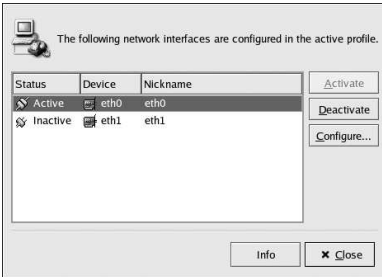 The following network interfaces are configured in the active profile.
Status Device Nickname
Active eth0 eth0
Inactive eth1 eth1
Activate
Deactivate
Configure...
Info
Close